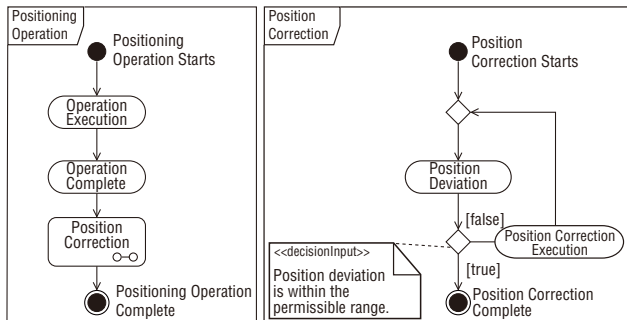 Positioning
Operation
Positioning
Operation Starts
Operation
Execution
Operation
Complete
Position
Correction
Positioning Operation
Complete
Position
Correction
Position
Correction Starts
Position
Deviation
[false]
Position Correction
Execution
<<decisionInput>>
Position deviation
is within the
permissible range.
[true]
Position Correction
Complete